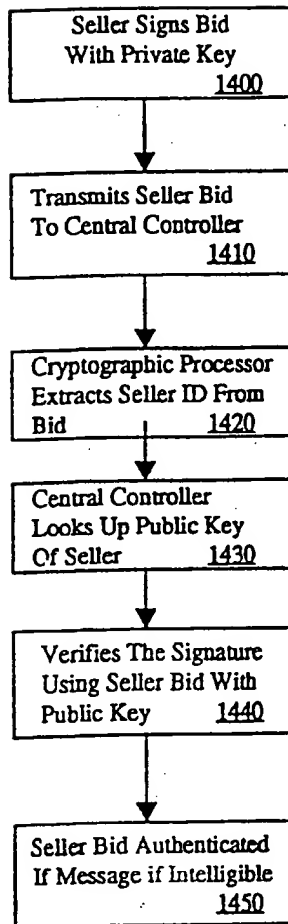 Seller Signs Bid
With Private Key
1400
Transmits Seller Bid
To Central Controller
1410
Cryptographic Processor
Extracts Seller ID From
Bid 1420
Central Controller
Looks Up Public Key
Of Seller 1430
Verifies The Signature
Using Seller Bid With
Public Key 1440
Seller Bid Authenticated
If Message if Intelligible
1450